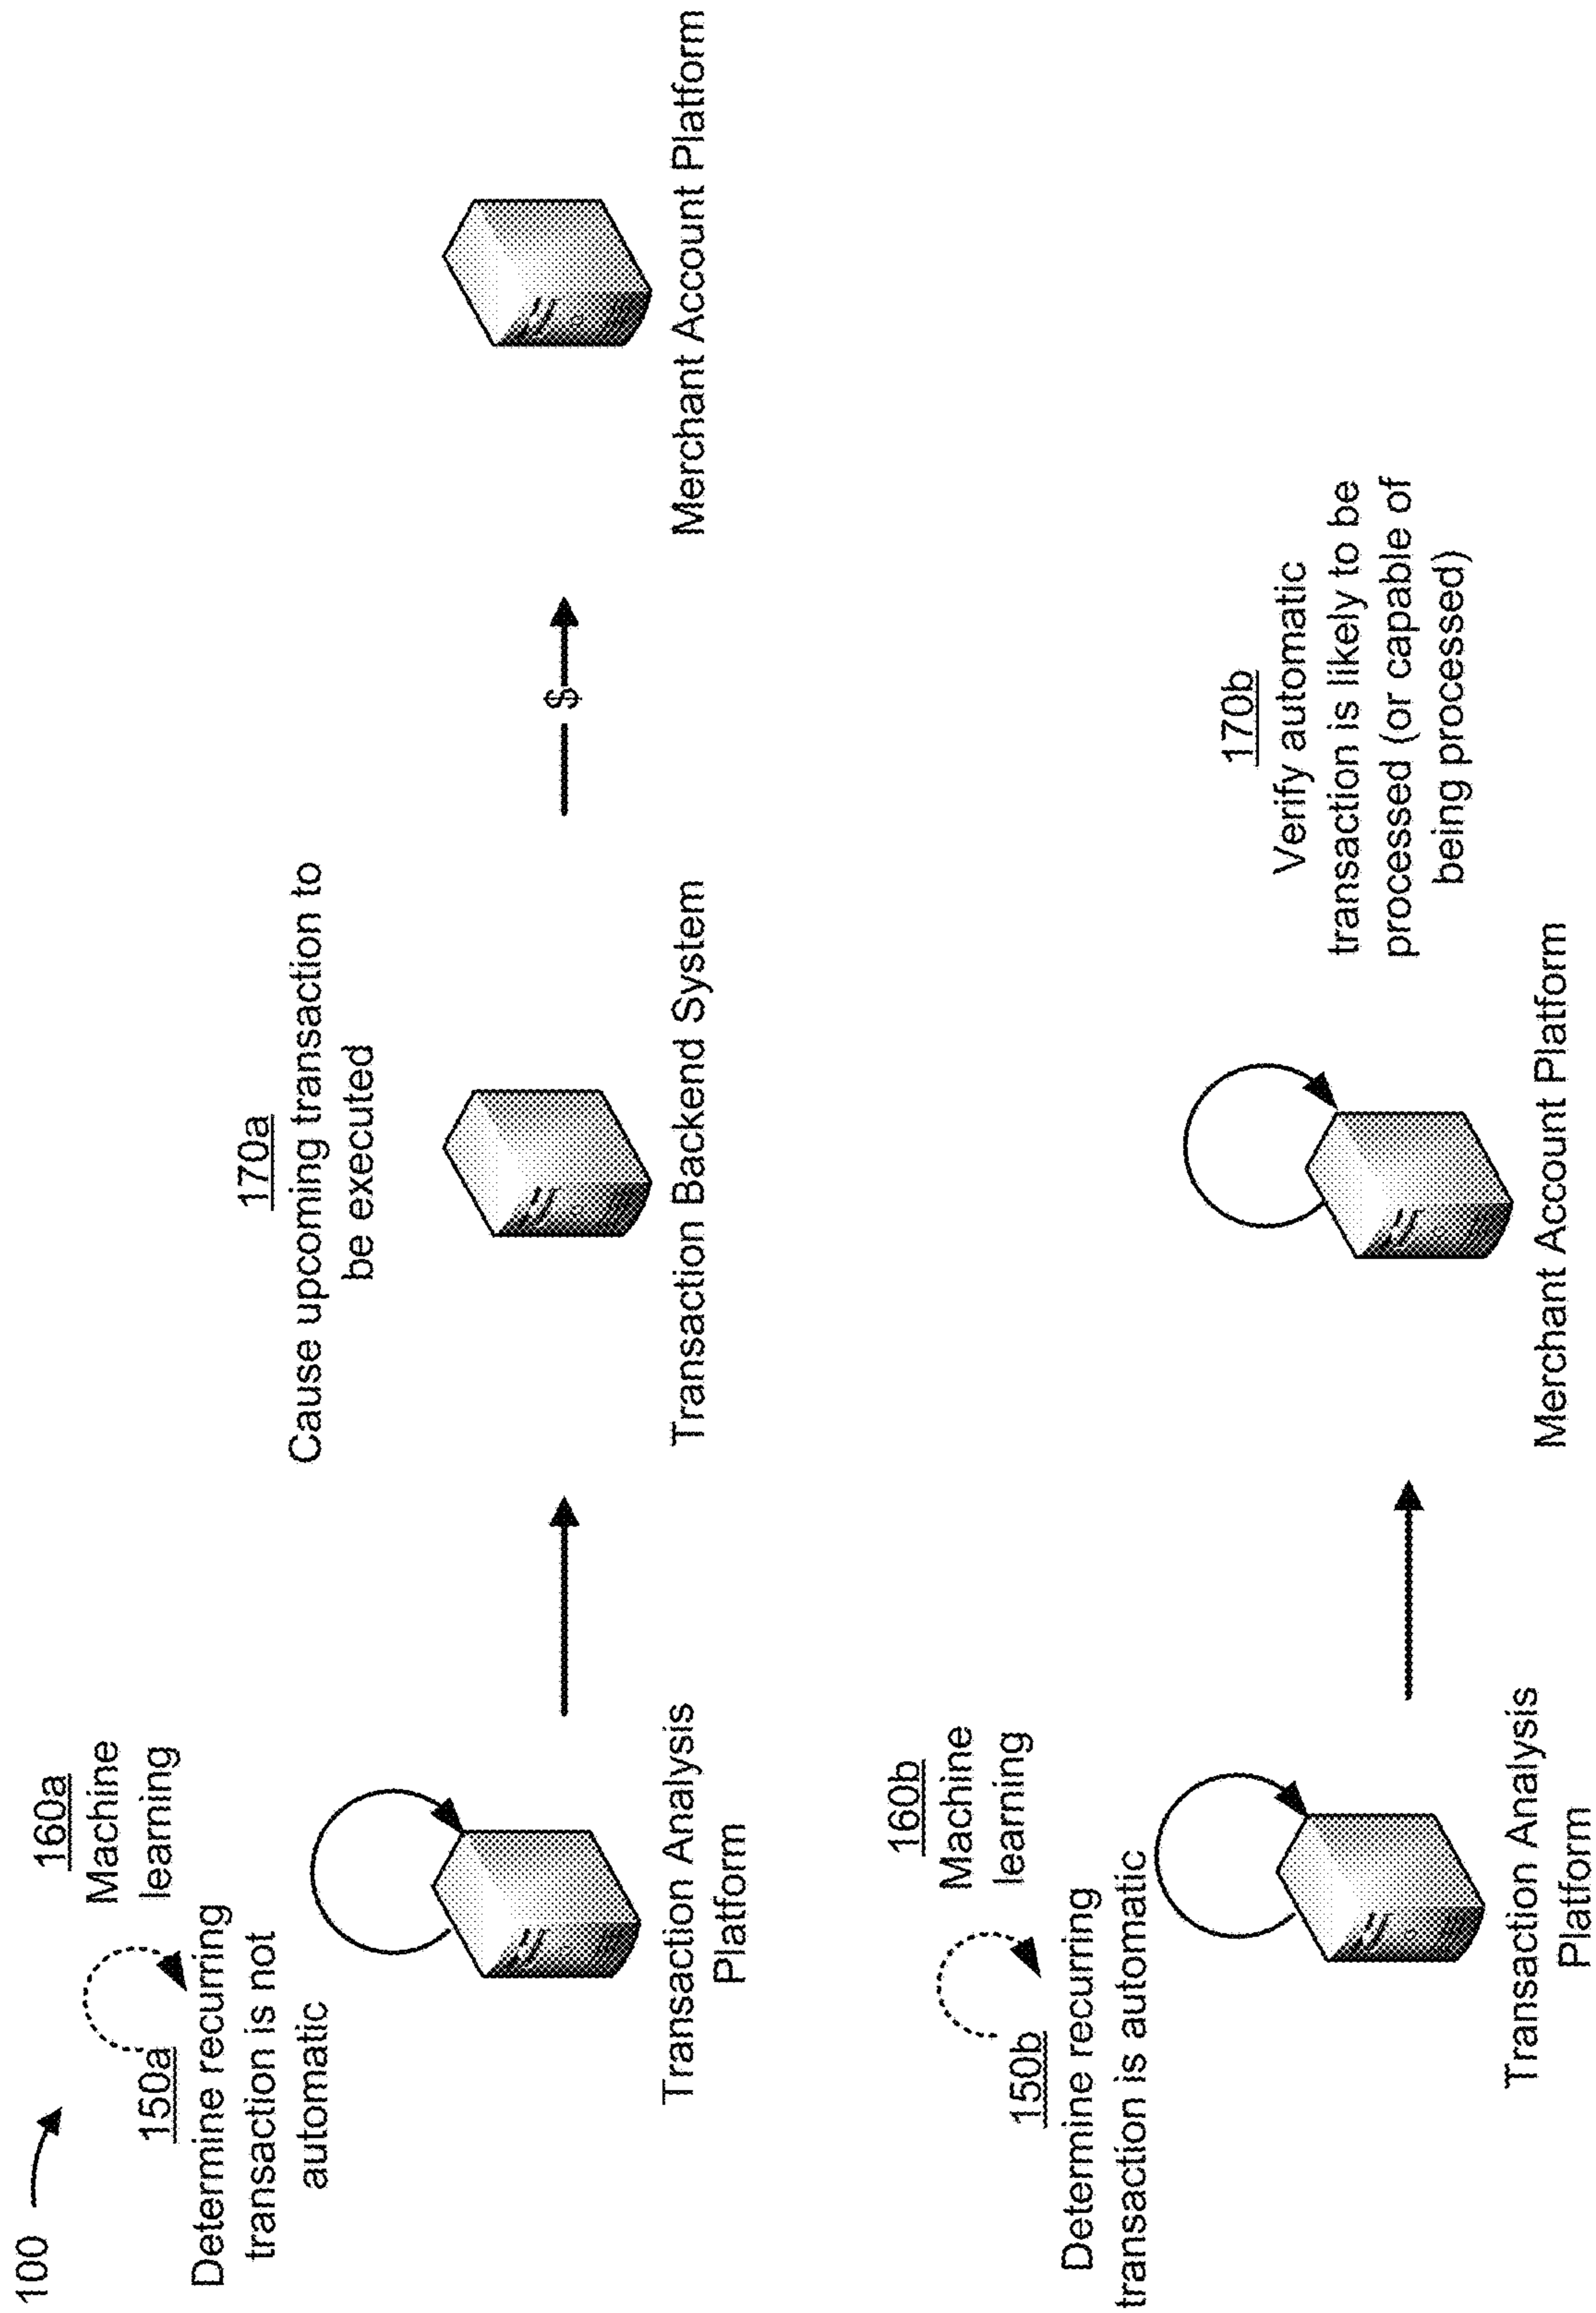 100
150a
Determine recurring
transaction is not
automatic
160a
Machine
learning
Transaction Analysis
Platform
170a
Cause upcoming transaction to
be executed
Transaction Backend System
$
Merchant Account Platform
150b
Determine recurring
transaction is automatic
160b
Machine
learning
Transaction Analysis
Platform
Merchant Account Platform
170b
Verify automatic
transaction is likely to be
processed (or capable of
being processed)